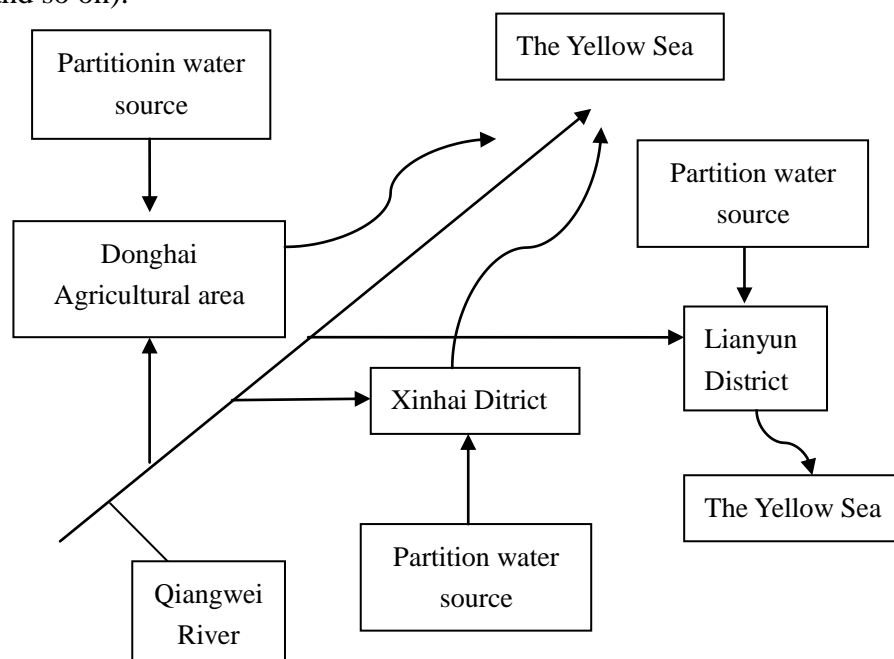 and so on).
The Yellow Sea
Partitionin water
source
Partition water
source
Donghai
Agricultural area
Lianyun
District
Xinhai Ditrict
The Yellow Sea
Partition water
source
Qiangwei
River